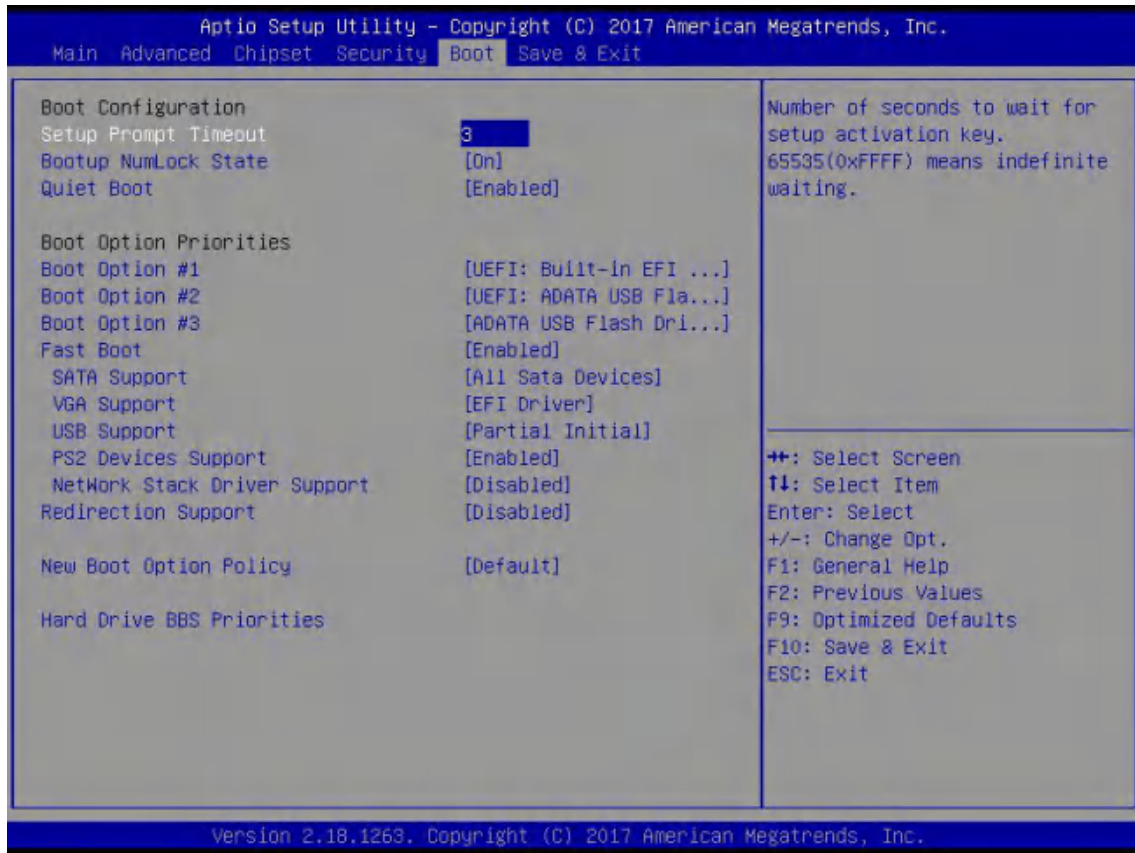 Aptio Setup Utility – Copyright (C) 2017 American Megatrends, Inc.
Main Advanced Chipset Security Boot Save & Exit
Boot Configuration
Setup Prompt Timeout 3
Bootup NumLock State [On]
Quiet Boot [Enabled]
Boot Option Priorities
Boot Option #1 [UEFI: Built-in EFI ...]
Boot Option #2 [UEFI: ADATA USB Fla...]
Boot Option #3 [ADATA USB Flash Dri...]
Fast Boot [Enabled]
SATA Support [All Sata Devices]
VGA Support [EFI Driver]
USB Support [Partial Initial]
PS2 Devices Support [Enabled]
NetWork Stack Driver Support [Disabled]
Redirection Support [Disabled]
New Boot Option Policy [Default]
Hard Drive BBS Priorities
Number of seconds to wait for
setup activation key.
65535(0xFFFF) means indefinite
waiting.
→←: Select Screen
↑↓: Select Item
Enter: Select
+/-: Change Opt.
F1: General Help
F2: Previous Values
F9: Optimized Defaults
F10: Save & Exit
ESC: Exit
Version 2.18.1263. Copyright (C) 2017 American Megatrends, Inc.